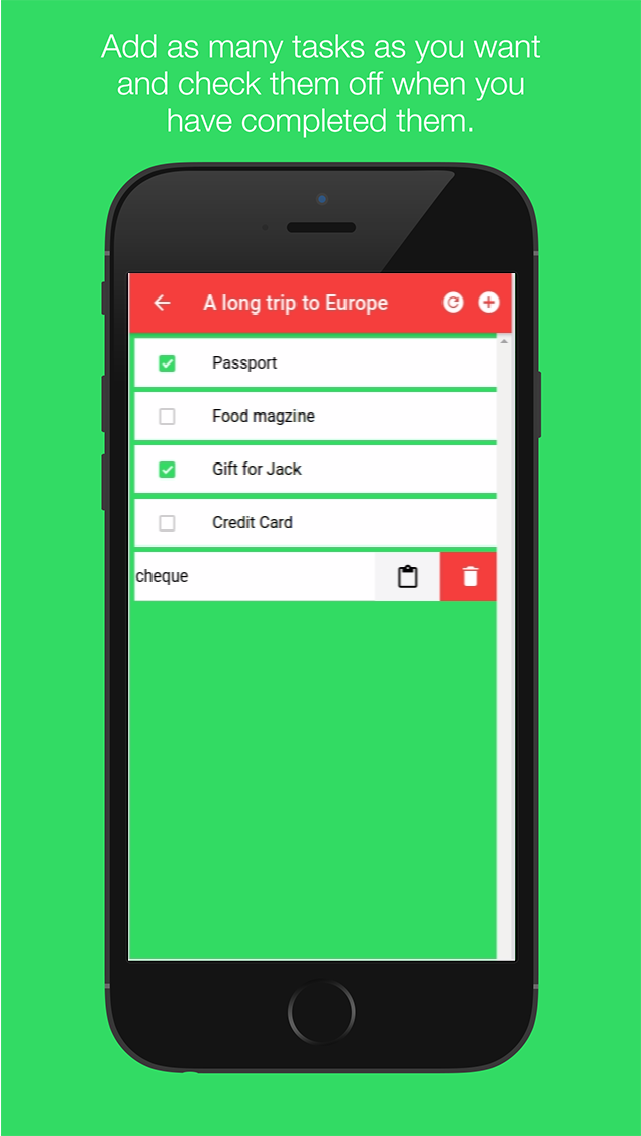 Add as many tasks as you want
and check them off when you
have completed them.
A long trip to Europe
Passport
Food magzine
Gift for Jack
Credit Card
cheque